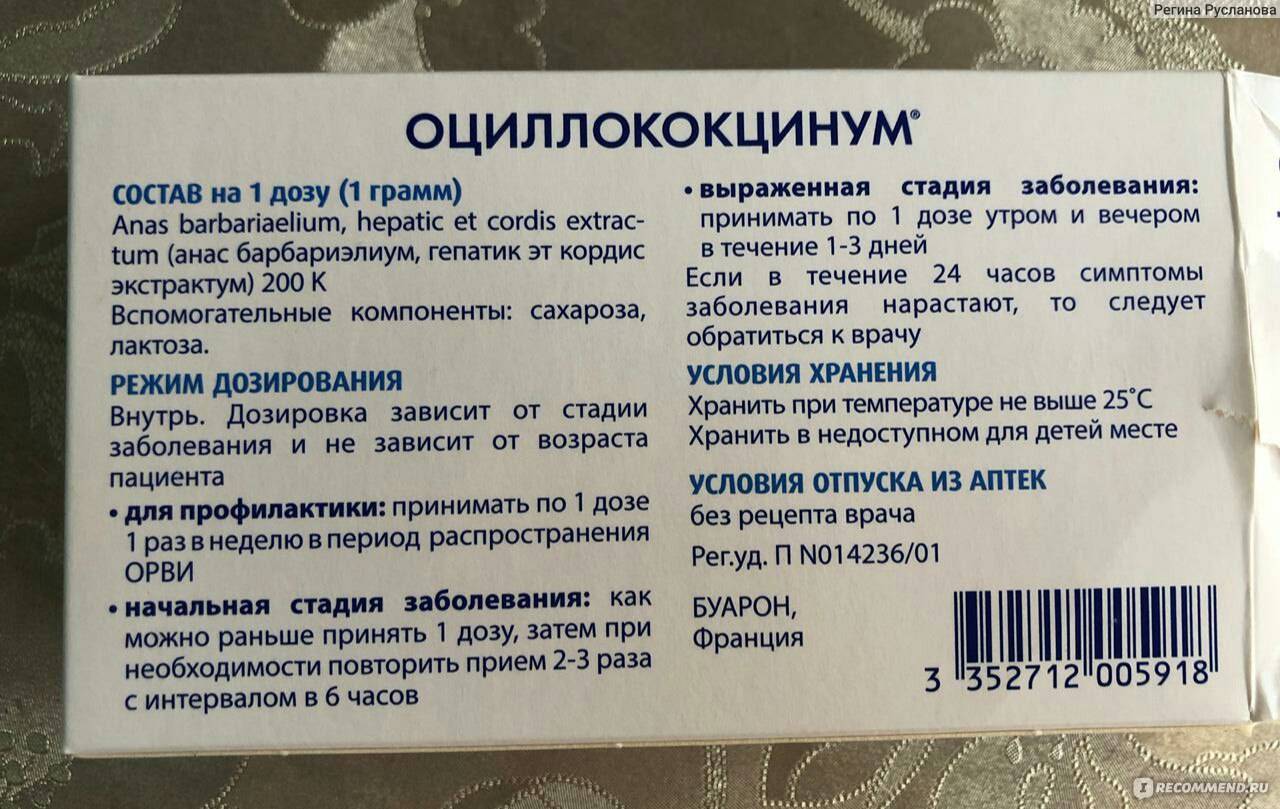 Регина Русланова
ОЦИЛЛОКОКЦИНУМ®
СОСТАВ на 1 дозу (1 грамм)
Anas barbariaelium, hepatic et cordis extrac-
tum (анас барбариэлиум, гепатик эт кордис
экстрактум) 200 К
Вспомогательные компоненты: сахароза,
лактоза.
РЕЖИМ ДОЗИРОВАНИЯ
Внутрь. Дозировка зависит от стадии
заболевания и не зависит от возраста
пациента
• для профилактики: принимать по 1 дозе
1 раз в неделю в период распространения
ОРВИ
• начальная стадия заболевания: как
можно раньше принять 1 дозу, затем при
необходимости повторить прием 2-3 раза
с интервалом в 6 часов
• выраженная стадия заболевания:
принимать по 1 дозе утром и вечером
в течение 1-3 дней
Если в течение 24 часов симптомы
заболевания нарастают, то следует
обратиться к врачу
УСЛОВИЯ ХРАНЕНИЯ
Хранить при температуре не выше 25°С
Хранить в недоступном для детей месте
УСЛОВИЯ ОТПУСКА ИЗ АПТЕК
без рецепта врача
Рег.уд. П N014236/01
БУАРОН,
Франция
3 352712 005918
IRECOMMEND.RU